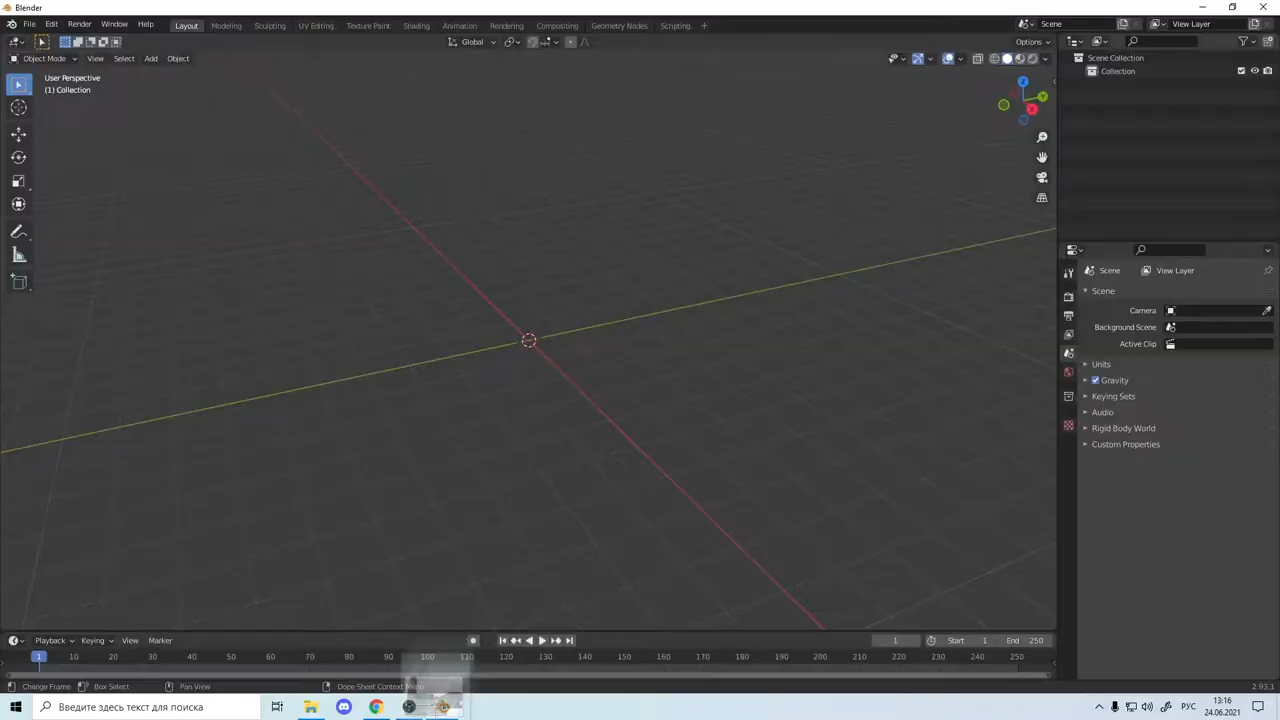 Blender
File Edit Render Window Help Layout Modeling Sculpting UV Editing Texture Paint Shading Animation Rendering Compositing Geometry Nodes Scripting + Scene View Layer
Global Options
Object Mode View Select Add Object
User Perspective
(1) Collection
Z
Y
X
Scene Collection
Collection
Scene View Layer
Scene
Camera
Background Scene
Active Clip
Units
Gravity
Keying Sets
Audio
Rigid Body World
Custom Properties
Playback Keying View Marker 1 Start 1 End 250
1 10 20 30 40 50 60 70 80 90 100 110 120 130 140 150 160 170 180 190 200 210 220 230 240 250
Change Frame Box Select Pan View Dope Sheet Context Menu 2.93.1
Введите здесь текст для поиска
РУС
13:16
24.06.2021